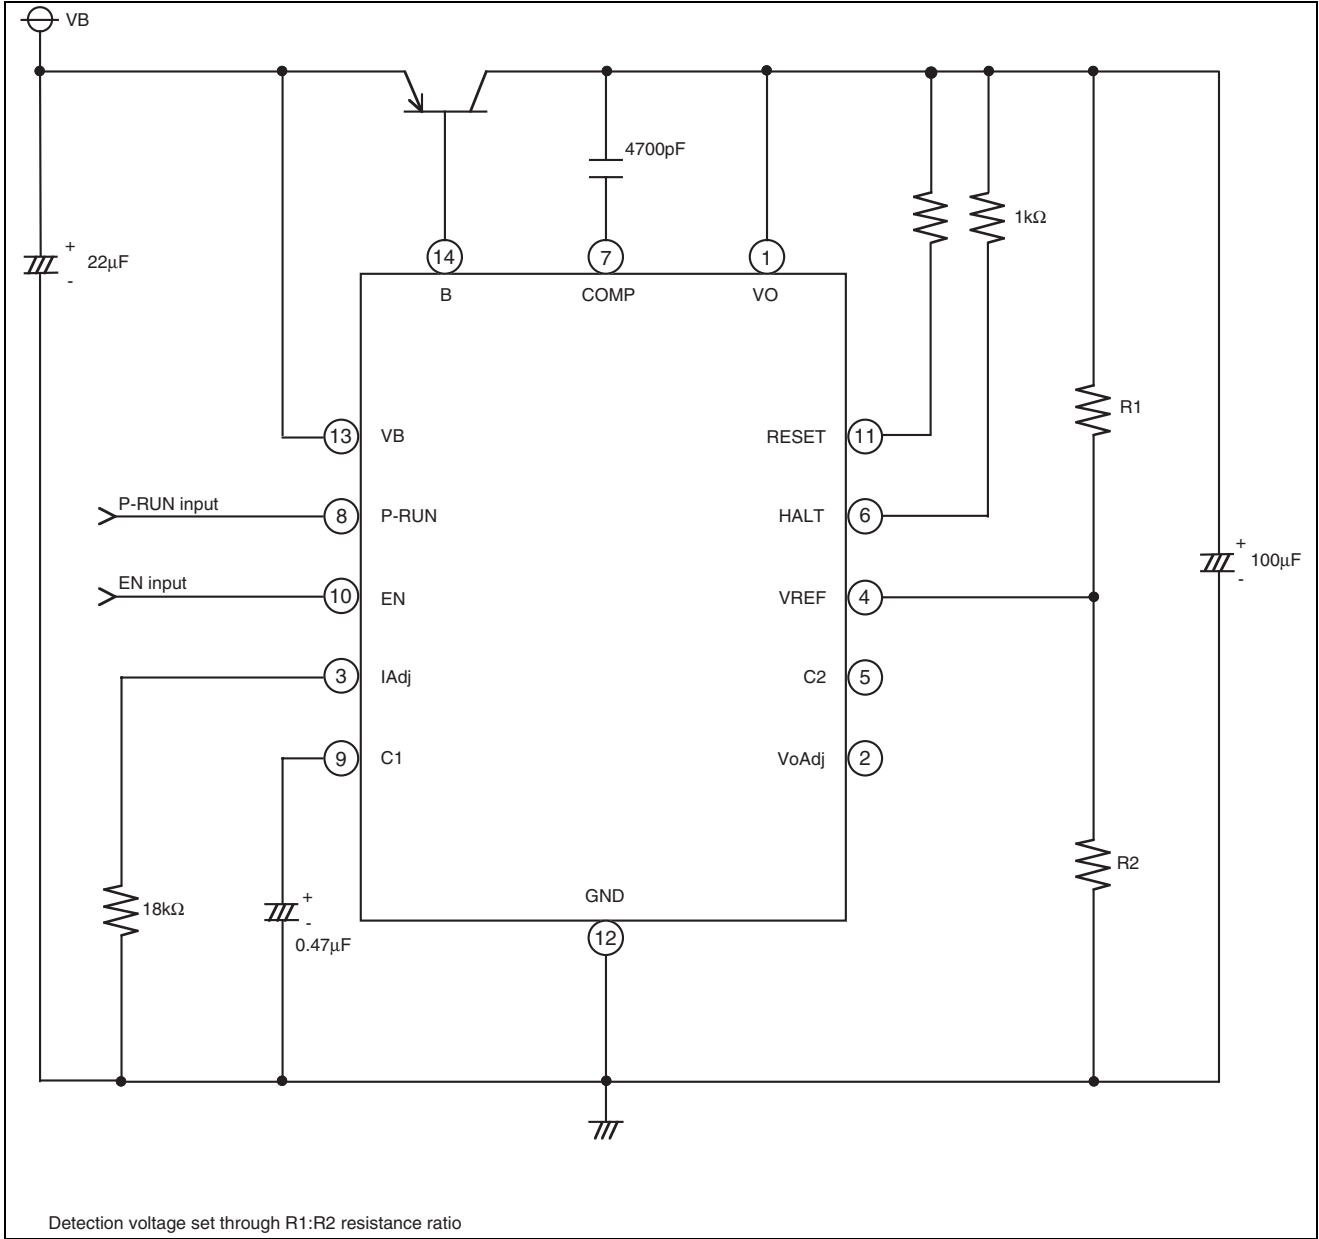 VB
4700pF
1kΩ
+
22μF
-
14
7
1
B
COMP
VO
R1
13
VB
RESET
11
P-RUN input
8
P-RUN
HALT
6
+
100μF
-
EN input
10
EN
VREF
4
3
IAdj
C2
5
9
C1
VoAdj
2
R2
GND
+
18kΩ
-
0.47μF
12
Detection voltage set through R1:R2 resistance ratio